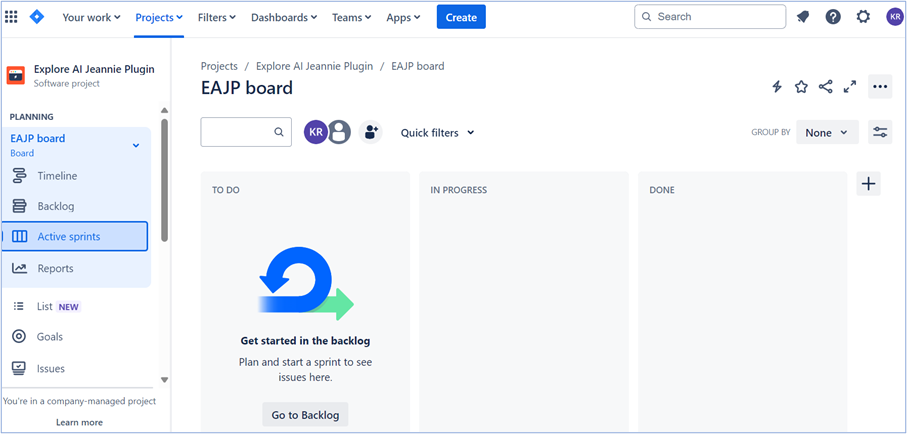 Your work Projects Filters Dashboards Teams Apps Create Search KR
Explore AI Jeannie Plugin
Software project
PLANNING
EAJP board
Board
Timeline
Backlog
Active sprints
Reports
List NEW
Goals
Issues
You're in a company-managed project
Learn more
Projects / Explore AI Jeannie Plugin / EAJP board
EAJP board
KR Quick filters GROUP BY None
TO DO IN PROGRESS DONE
Get started in the backlog
Plan and start a sprint to see
issues here.
Go to Backlog